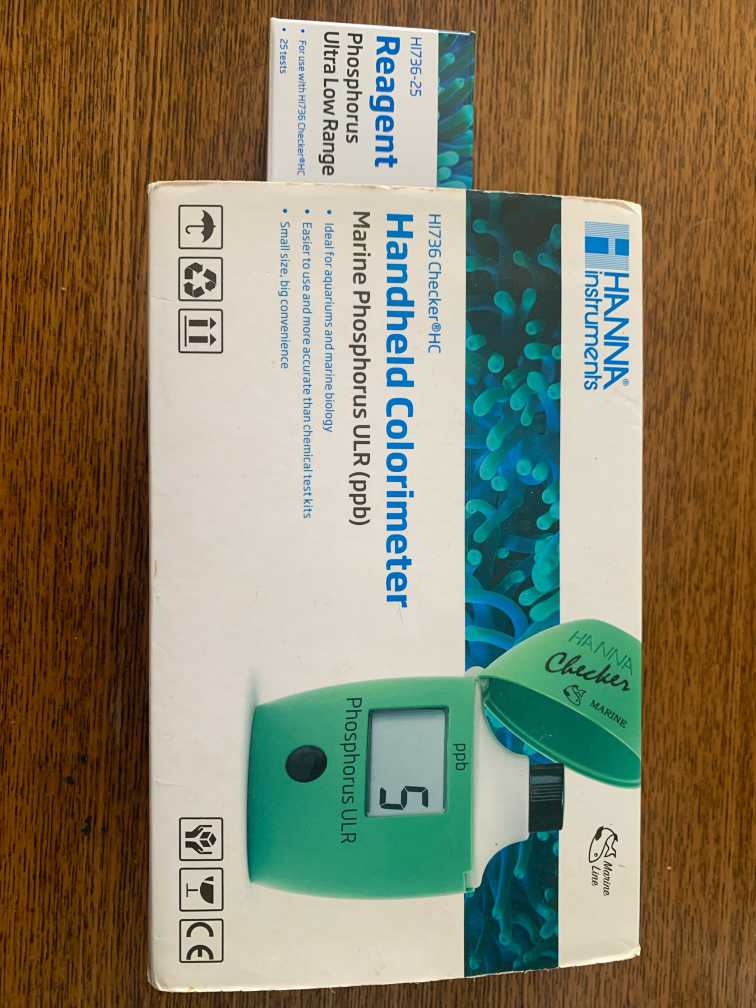 HI736-25
Reagent
Phosphorus
Ultra Low Range
• For use with HI736 Checker®HC
• 25 tests
HANNA®
instruments
HI736 Checker®HC
Handheld Colorimeter
Marine Phosphorus ULR (ppb)
• Ideal for aquariums and marine biology
• Easier to use and more accurate than chemical test kits
• Small size, big convenience
HANNA
Checker
MARINE
ppb
5
Phosphorus ULR
Marine
Line
CE